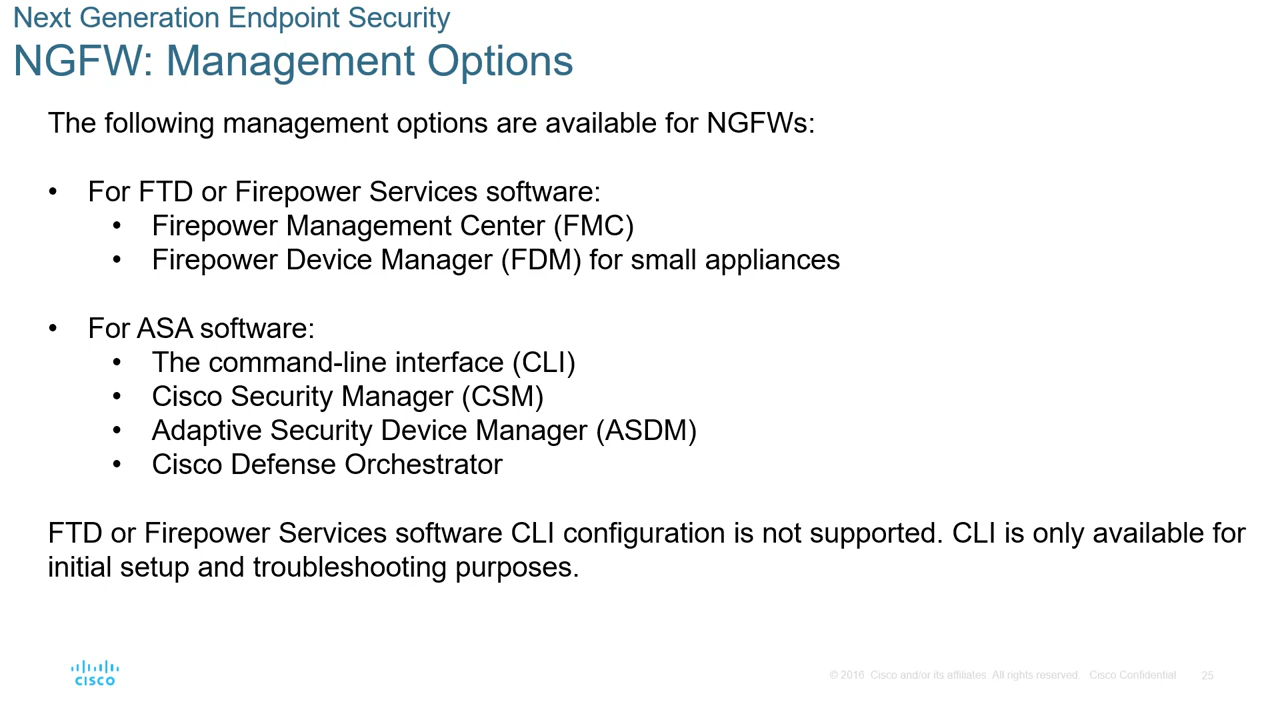 Next Generation Endpoint Security
NGFW: Management Options
The following management options are available for NGFWs:
• For FTD or Firepower Services software:
• Firepower Management Center (FMC)
• Firepower Device Manager (FDM) for small appliances
• For ASA software:
• The command-line interface (CLI)
• Cisco Security Manager (CSM)
• Adaptive Security Device Manager (ASDM)
• Cisco Defense Orchestrator
FTD or Firepower Services software CLI configuration is not supported. CLI is only available for
initial setup and troubleshooting purposes.
CISCO
© 2016 Cisco and/or its affiliates. All rights reserved. Cisco Confidential 25